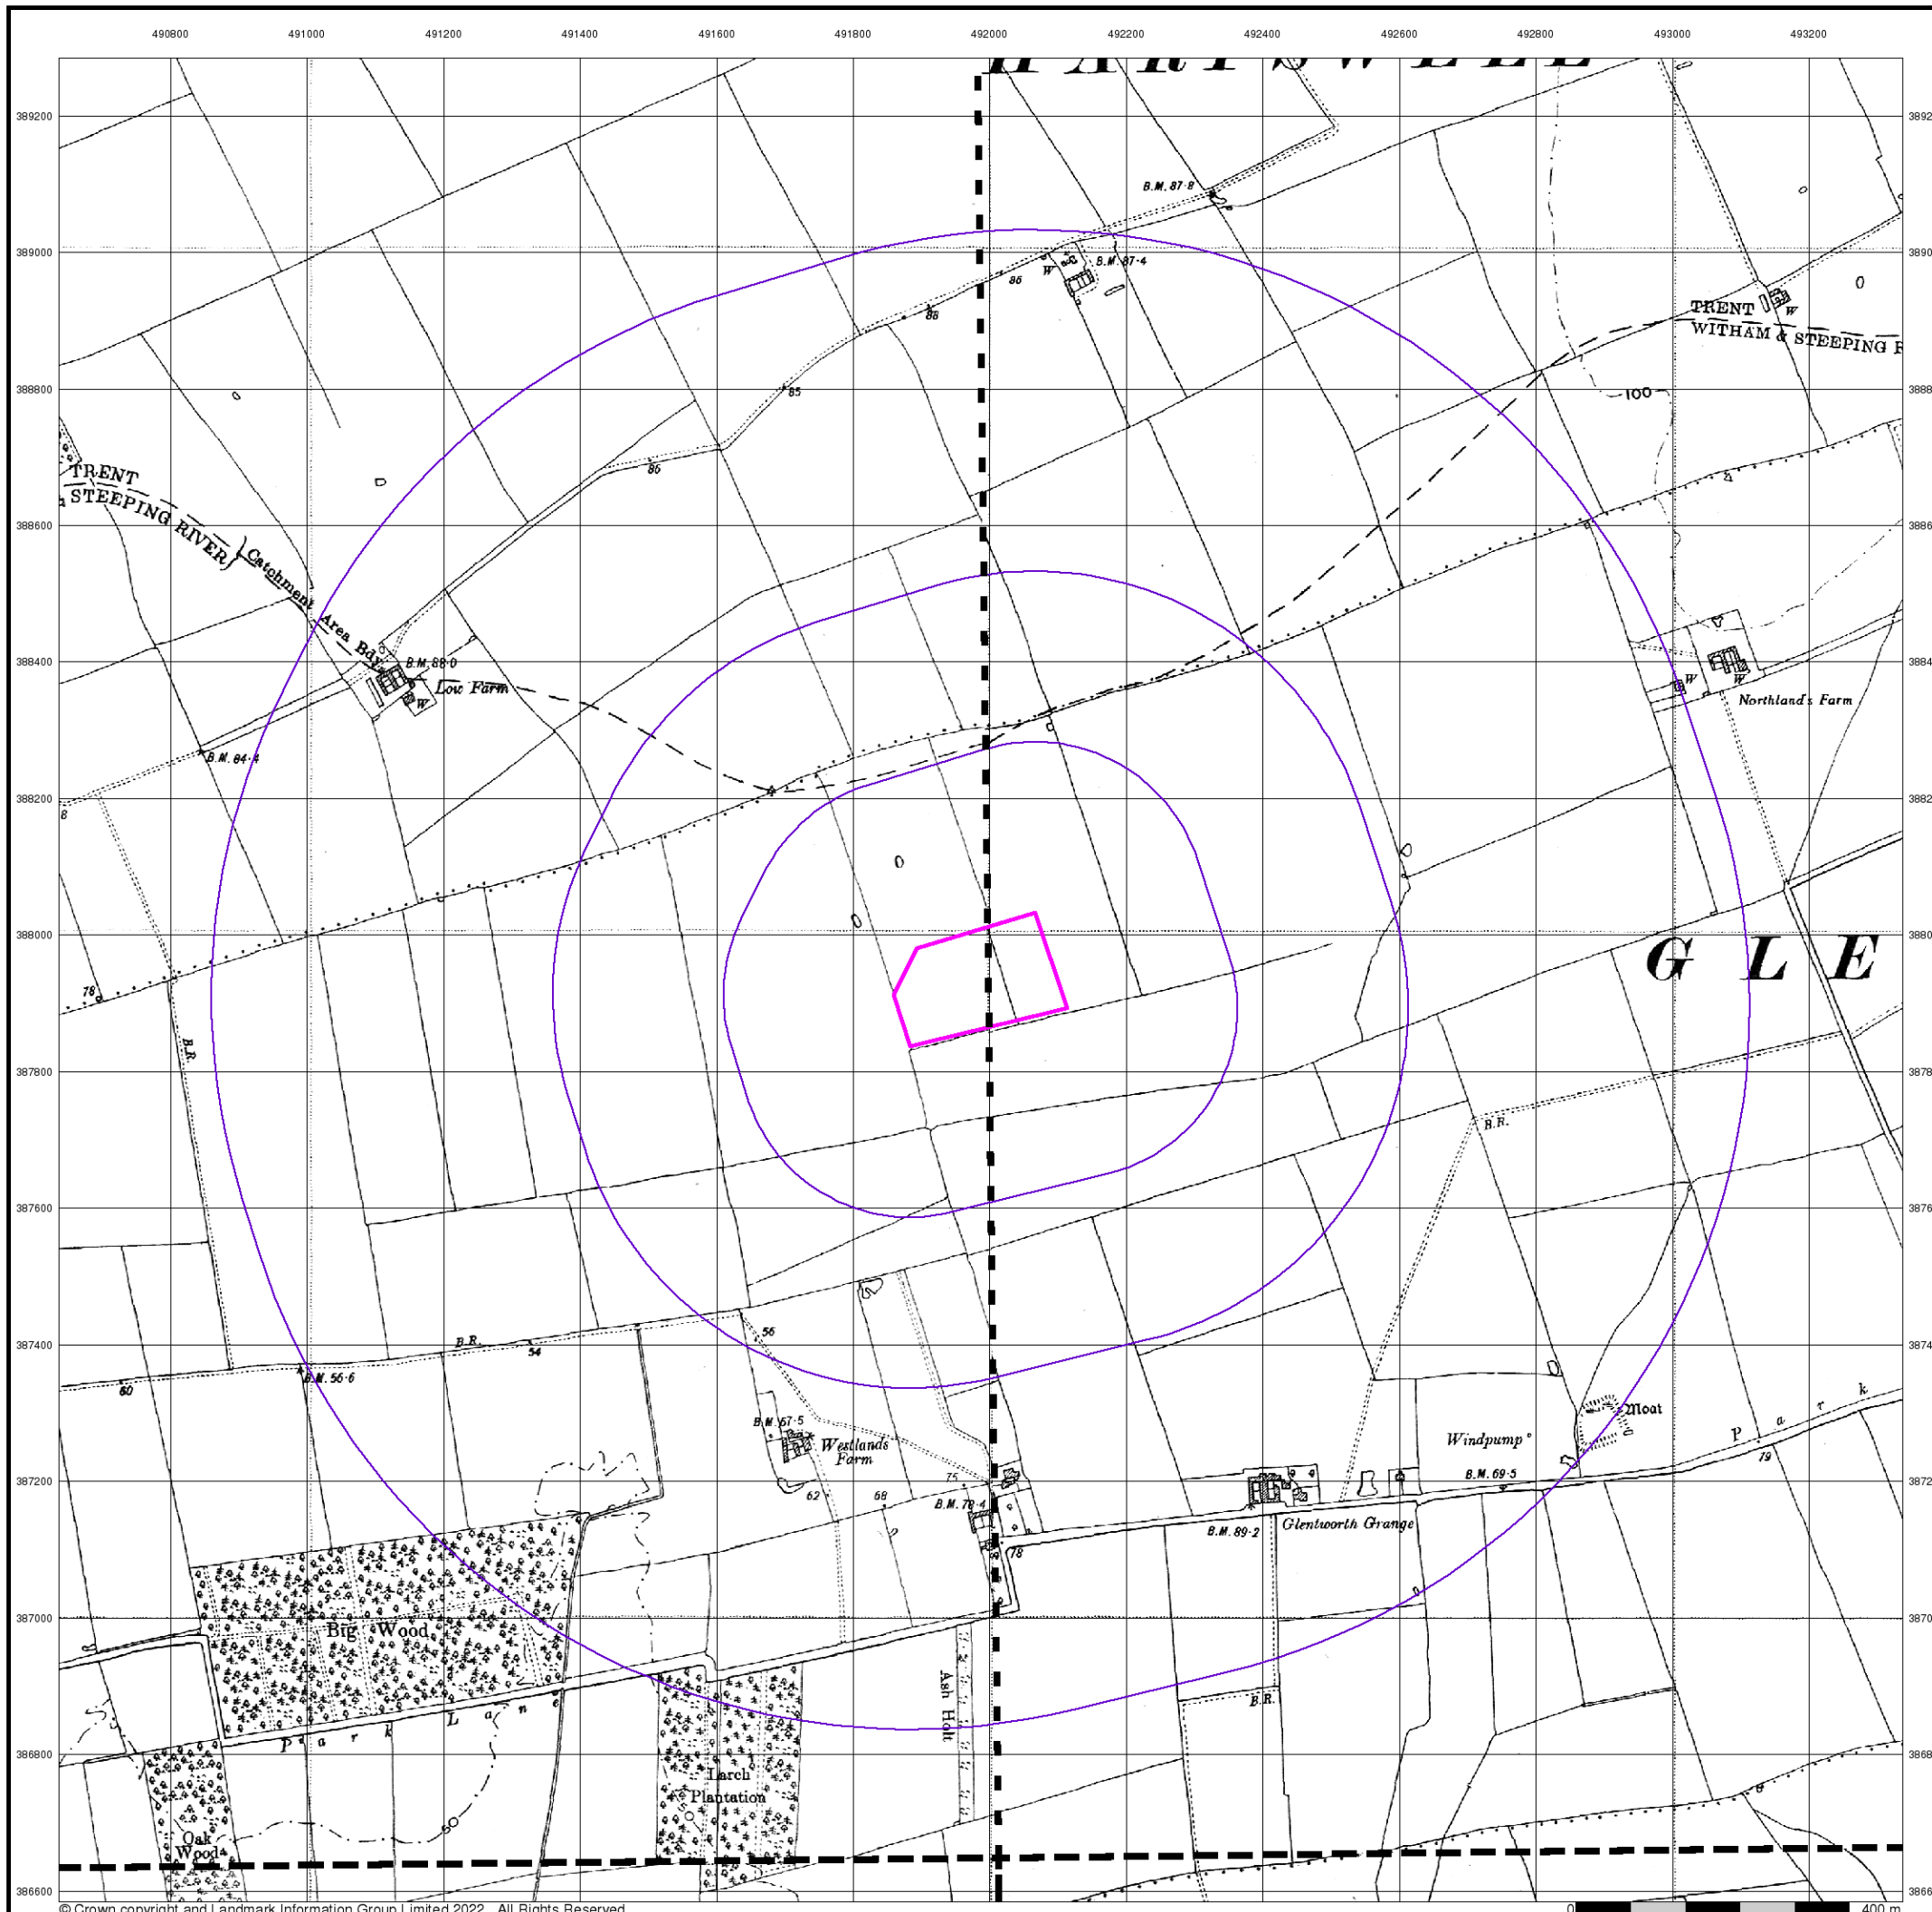 490800 491000 491200 491400 491600 491800 492000 492200 492400 492600 492800 493000 493200
389200
B.M. 87·8
389000
W
B.M. 87·4
86
88
TRENT
W
WITHAM & STEEPING R
388800
85
100
86
TRENT
STEEPING RIVER
388600
Catchment Area Bdy
388400
B.M. 88·0
Low Farm
W
W
W
Northland's Farm
B.M. 84·4
388200
8
388000
G L E
78
B.R.
387800
B.R.
387600
387400
B.R.
54
56
60
B.M. 56·6
B.M. 67·5
Westlands
Farm
Moat
Windpump
P a r k
79
387200
62
68
75
B.M. 78·4
B.M. 69·5
B.M. 89·2
Glentworth Grange
78
387000
Big Wood
Ash Holt
B.R.
P a r k L a n e
386800
Larch
Plantation
50
50
Oak
Wood
386600
© Crown copyright and Landmark Information Group Limited 2022. All Rights Reserved.
0 400 m